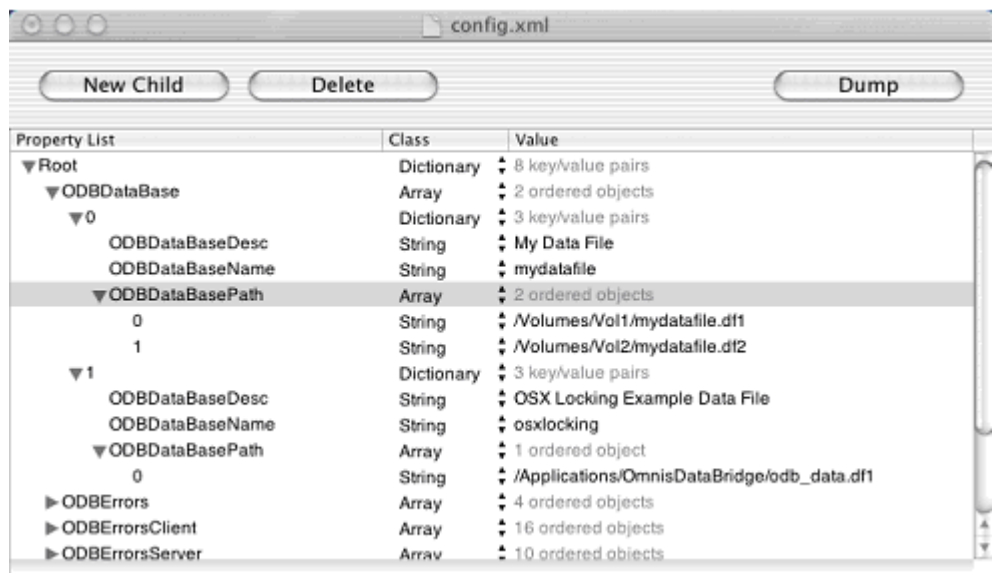 config.xml
New Child Delete Dump
Property List Class Value
Root Dictionary 8 key/value pairs
ODBDataBase Array 2 ordered objects
0 Dictionary 3 key/value pairs
ODBDataBaseDesc String My Data File
ODBDataBaseName String mydatafile
ODBDataBasePath Array 2 ordered objects
0 String /Volumes/Vol1/mydatafile.df1
1 String /Volumes/Vol2/mydatafile.df2
1 Dictionary 3 key/value pairs
ODBDataBaseDesc String OSX Locking Example Data File
ODBDataBaseName String osxlocking
ODBDataBasePath Array 1 ordered object
0 String /Applications/OmnisDataBridge/odb_data.df1
ODBErrors Array 4 ordered objects
ODBErrorsClient Array 16 ordered objects
ODBErrorsServer Array 10 ordered objects